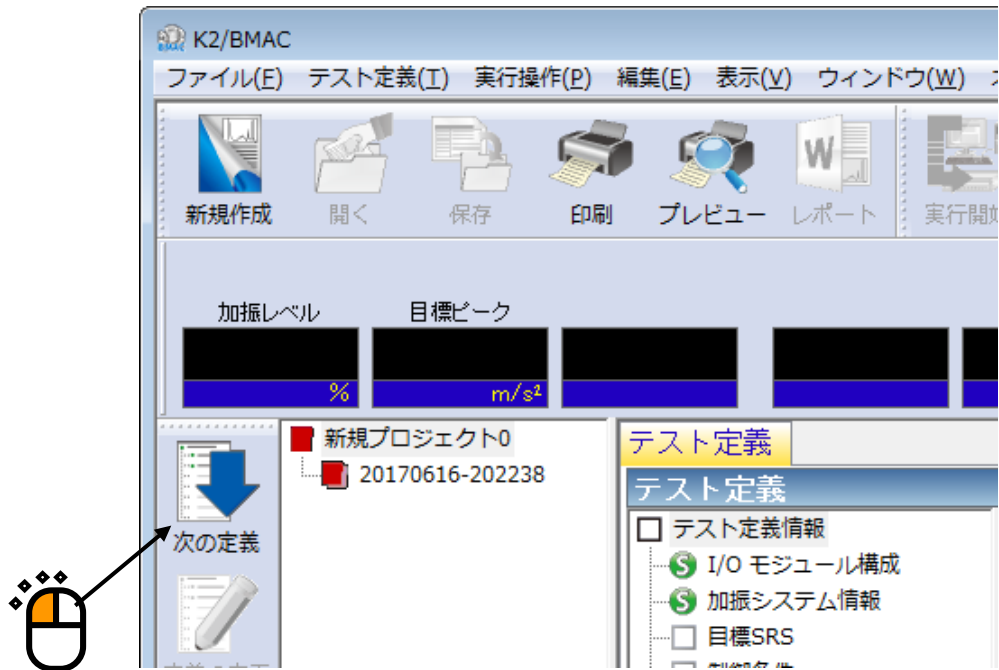 K2/BMAC
ファイル(F) テスト定義(T) 実行操作(P) 編集(E) 表示(V) ウィンドウ(W)
新規作成 開く 保存 印刷 プレビュー レポート 実行開始
加振レベル 目標ピーク
% m/s²
新規プロジェクト0
20170616-202238
次の定義
テスト定義
テスト定義
テスト定義情報
I/O モジュール構成
加振システム情報
目標SRS
制御条件